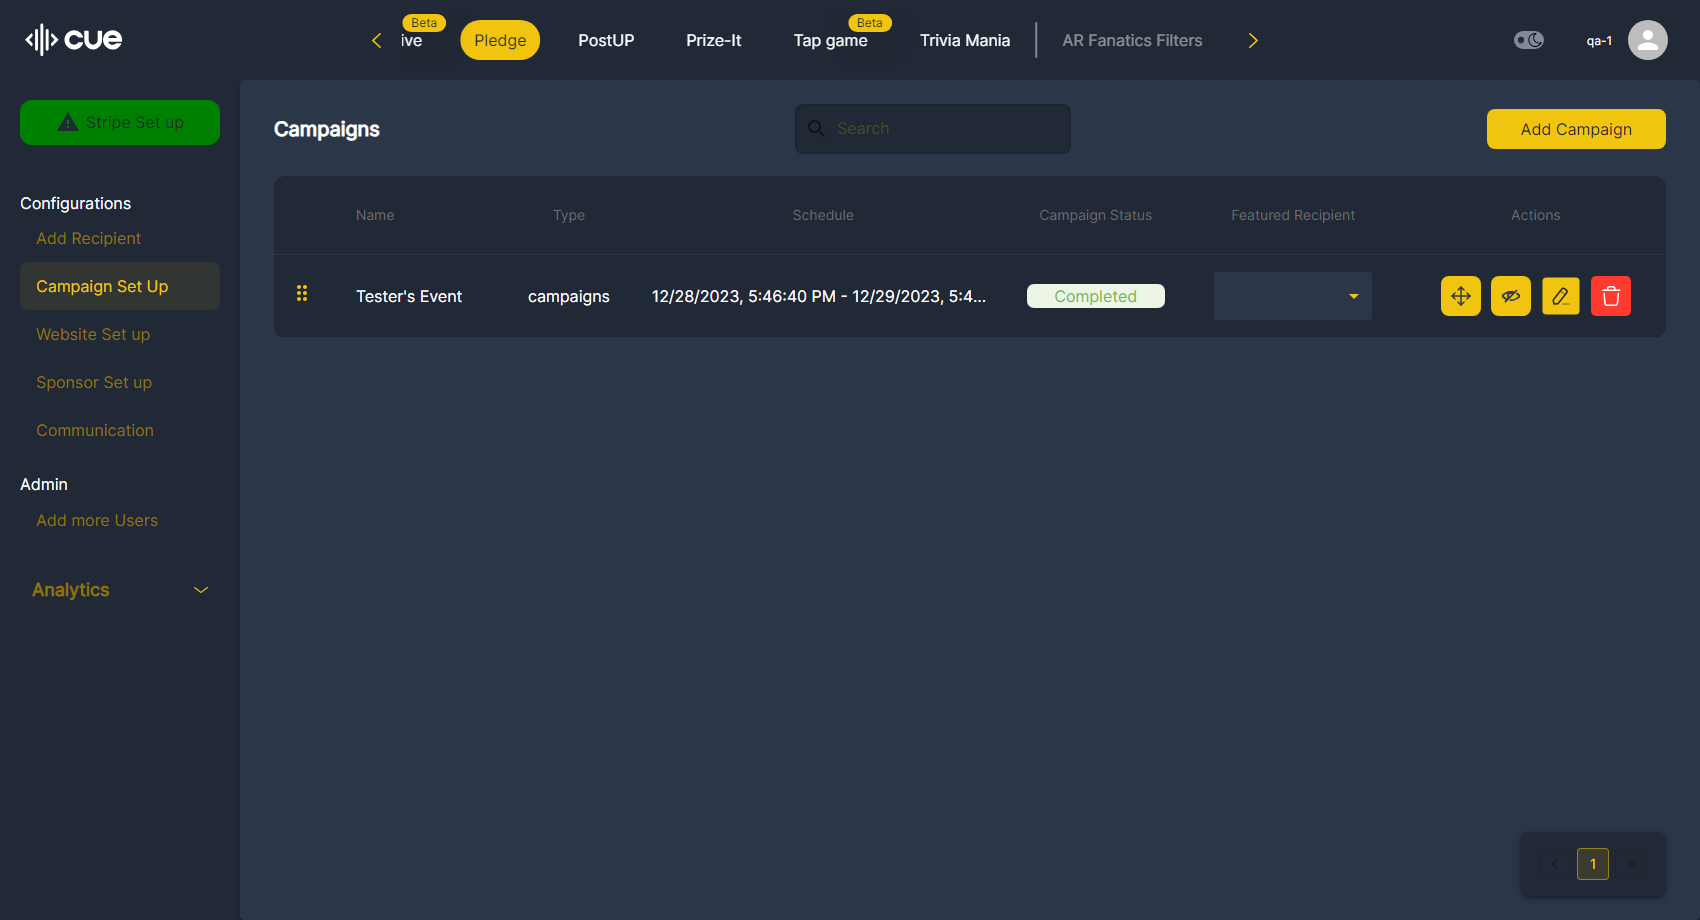 cue
Beta
ive
Pledge
PostUP
Prize-It
Beta
Tap game
Trivia Mania
AR Fanatics Filters
qa-1
Stripe Set up
Configurations
Add Recipient
Campaign Set Up
Website Set up
Sponsor Set up
Communication
Admin
Add more Users
Analytics
Campaigns
Search
Add Campaign
Name Type Schedule Campaign Status Featured Recipient Actions
Tester's Event campaigns 12/28/2023, 5:46:40 PM - 12/29/2023, 5:4... Completed
1